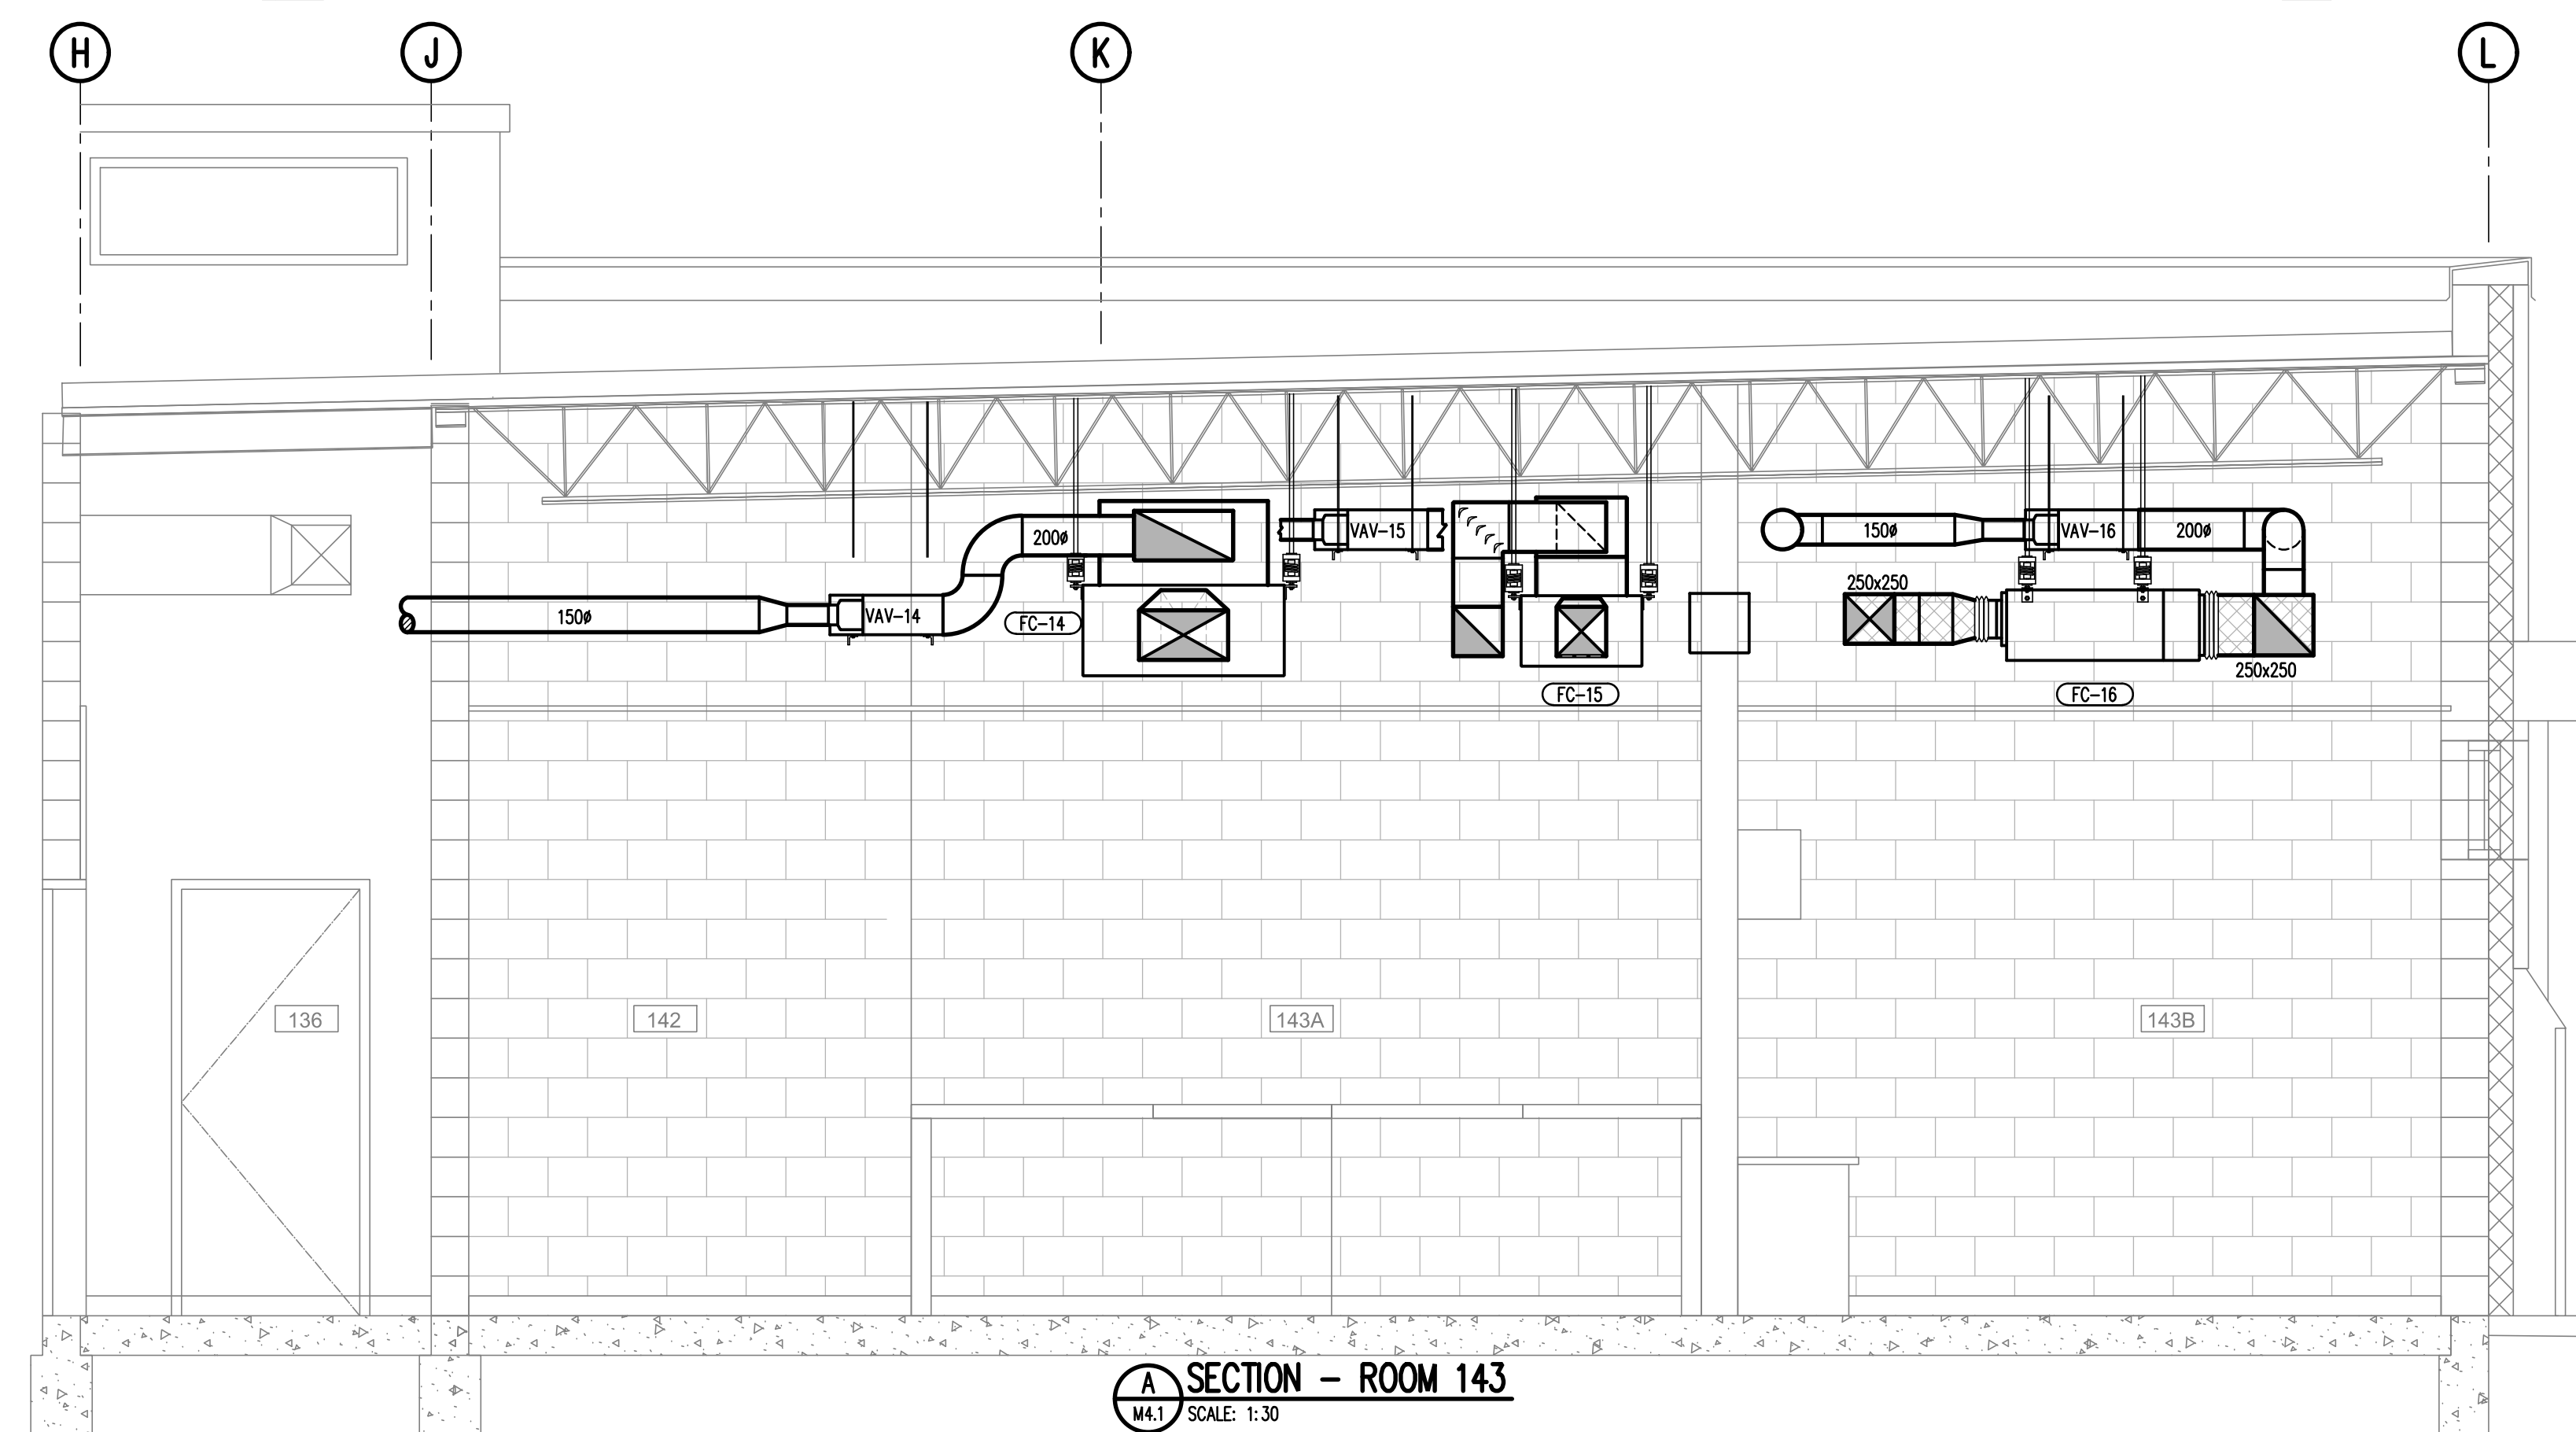 H
J
K
L
150ø
VAV-14
200ø
FC-14
VAV-15
FC-15
150ø
VAV-16
200ø
250x250
250x250
FC-16
136
142
143A
143B
A
M4.1
SECTION - ROOM 143
SCALE: 1:30